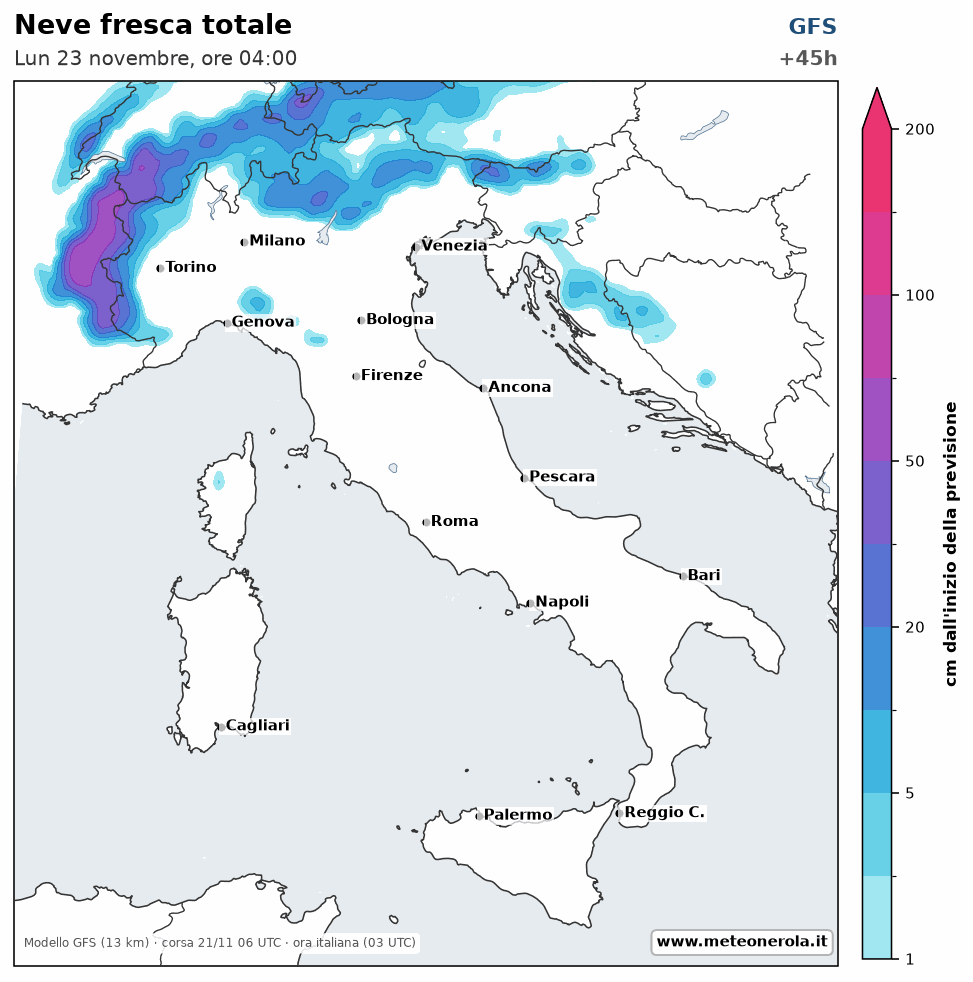 Neve fresca totale
GFS
Lun 23 novembre, ore 04:00
+45h
200
100
50
20
5
1
cm dall'inizio della previsione
Milano
Venezia
Torino
Genova
Bologna
Firenze
Ancona
Pescara
Roma
Bari
Napoli
Cagliari
Palermo
Reggio C.
Modello GFS (13 km) · corsa 21/11 06 UTC · ora italiana (03 UTC)
www.meteonerola.it